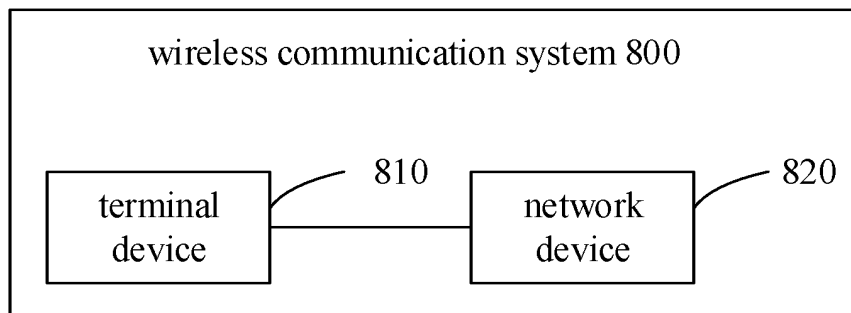 wireless communication system 800
810
820
terminal
device
network
device